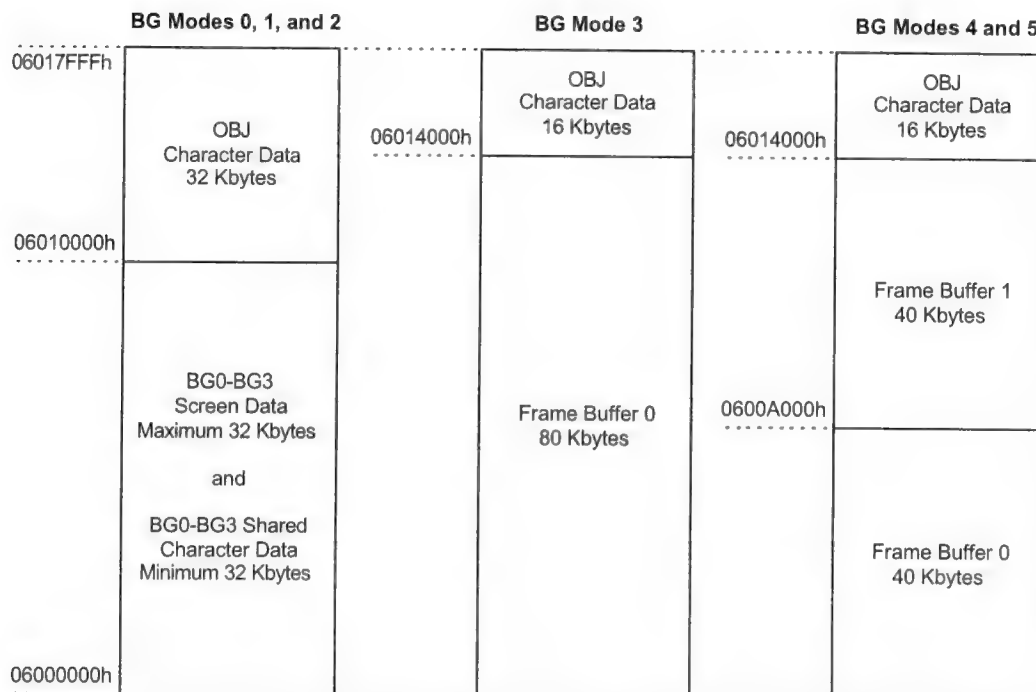 BG Modes 0, 1, and 2
06017FFFh
OBJ
Character Data
32 Kbytes
06010000h
BG0-BG3
Screen Data
Maximum 32 Kbytes
and
BG0-BG3 Shared
Character Data
Minimum 32 Kbytes
06000000h
BG Mode 3
OBJ
Character Data
16 Kbytes
06014000h
Frame Buffer 0
80 Kbytes
BG Modes 4 and 5
OBJ
Character Data
16 Kbytes
06014000h
Frame Buffer 1
40 Kbytes
0600A000h
Frame Buffer 0
40 Kbytes